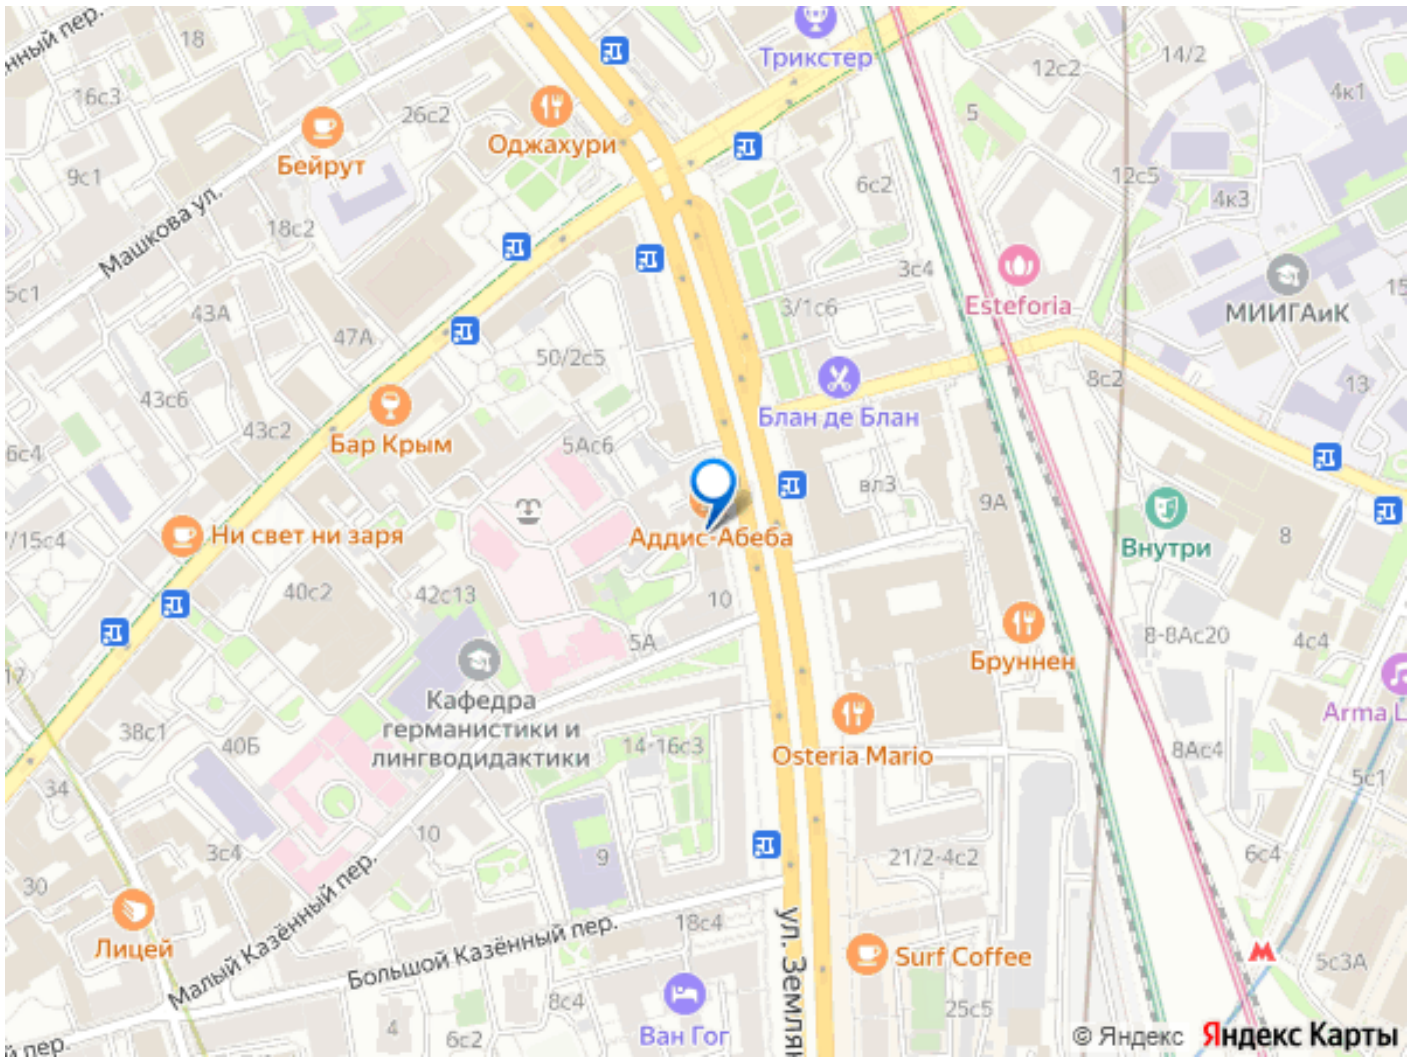 18
16с3
9с1
Машкова ул.
5с1
18с2
26с2
Бейрут
Оджахури
Трикстер
12с2
14/2
4к1
5
6с2
12с5
4к3
3с4
Esteforia
МИИГАиК
15
3/1с6
43А
47А
50/2с5
43с6
43с2
6с4
Бар Крым
5Ас6
Блан де Блан
8с2
13
вл3
9А
Аддис-Абеба
Внутри
8
Ни свет ни заря
/15с4
40с2
42с13
10
5А
8-8Ас20
4с4
Бруннен
Кафедра
германистики и
лингводидактики
14-16с3
Osteria Mario
Arma L
8Ас4
5с1
17
38с1
40Б
34
3с4
10
9
21/2-4с2
6с4
30
Лицей
Малый Казённый пер.
Большой Казённый пер.
18с4
ул. Землян
Surf Coffee
5с3А
25с5
8с4
4
6с2
Ван Гог
пер.
© Яндекс Яндекс Карты